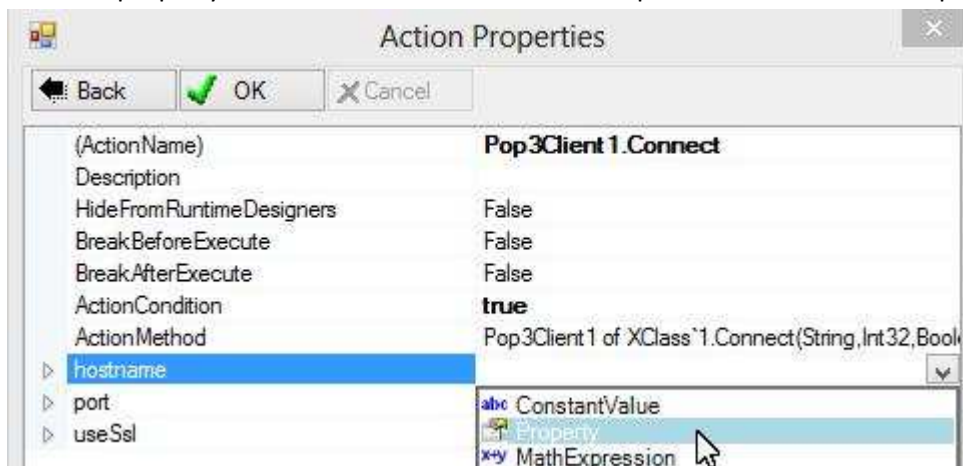 Action Properties
Back OK Cancel
(ActionName) Pop3Client1.Connect
Description
HideFromRuntimeDesigners False
BreakBeforeExecute False
BreakAfterExecute False
ActionCondition true
ActionMethod Pop3Client1 of XClass`1.Connect(String,Int32,Bool
hostname
port abc ConstantValue
useSsl Property
x+y MathExpression